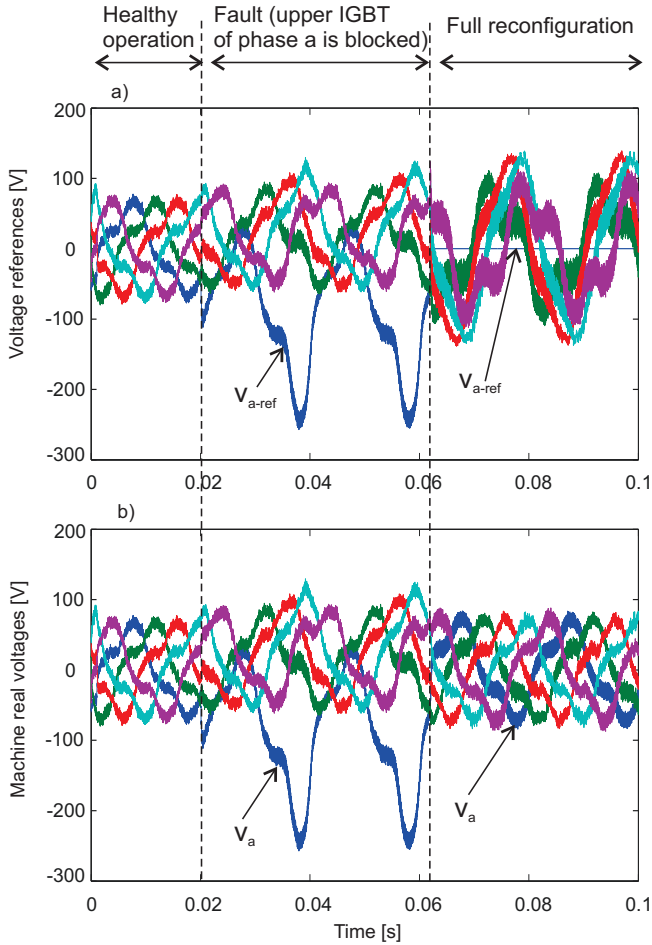 Healthy operation
Fault (upper IGBT of phase a is blocked)
Full reconfiguration
a)
200
100
0
-100
-200
-300
Voltage references [V]
va-ref
va-ref
0
0.02
0.04
0.06
0.08
0.1
b)
200
100
0
-100
-200
-300
Machine real voltages [V]
va
va
0
0.02
0.04
0.06
0.08
0.1
Time [s]